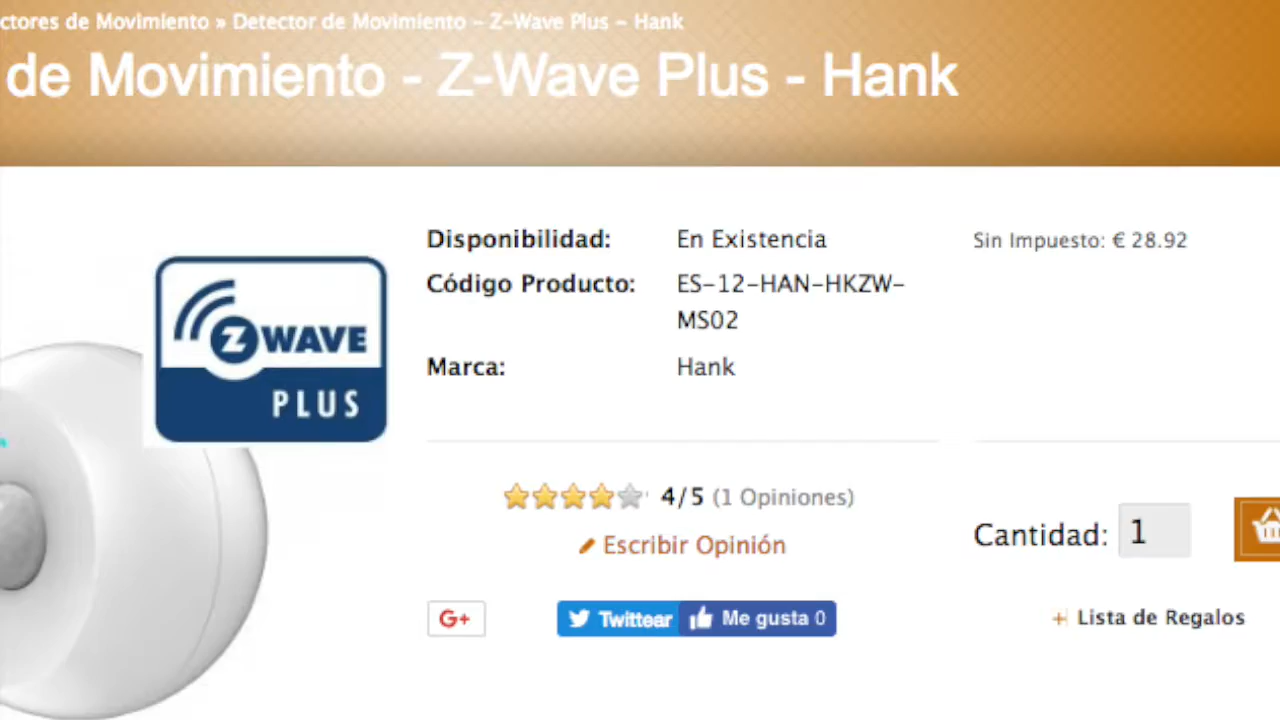 ctores de Movimiento » Detector de Movimiento - Z-Wave Plus - Hank
de Movimiento - Z-Wave Plus - Hank
Disponibilidad: En Existencia
Sin Impuesto: € 28.92
Código Producto: ES-12-HAN-HKZW-
MS02
Marca: Hank
Z WAVE
PLUS
4/5 (1 Opiniones)
Escribir Opinión
Cantidad: 1
G+
Twittear
Me gusta 0
+ Lista de Regalos